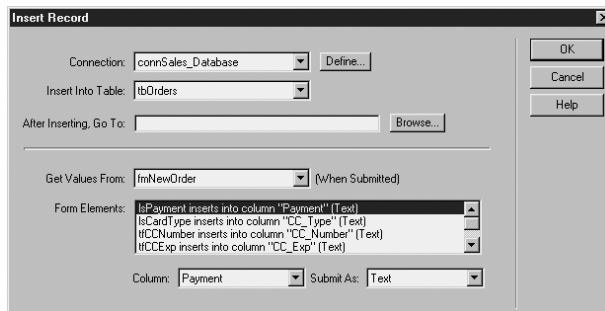 Insert Record
Connection: connSales_Database Define... OK
Insert Into Table: tbOrders Cancel
After Inserting, Go To: Browse... Help
Get Values From: fmNewOrder (When Submitted)
Form Elements: lsPayment inserts into column "Payment" (Text)
lsCardType inserts into column "CC_Type" (Text)
tfCCNumber inserts into column "CC_Number" (Text)
tfCCExp inserts into column "CC_Exp" (Text)
Column: Payment Submit As: Text